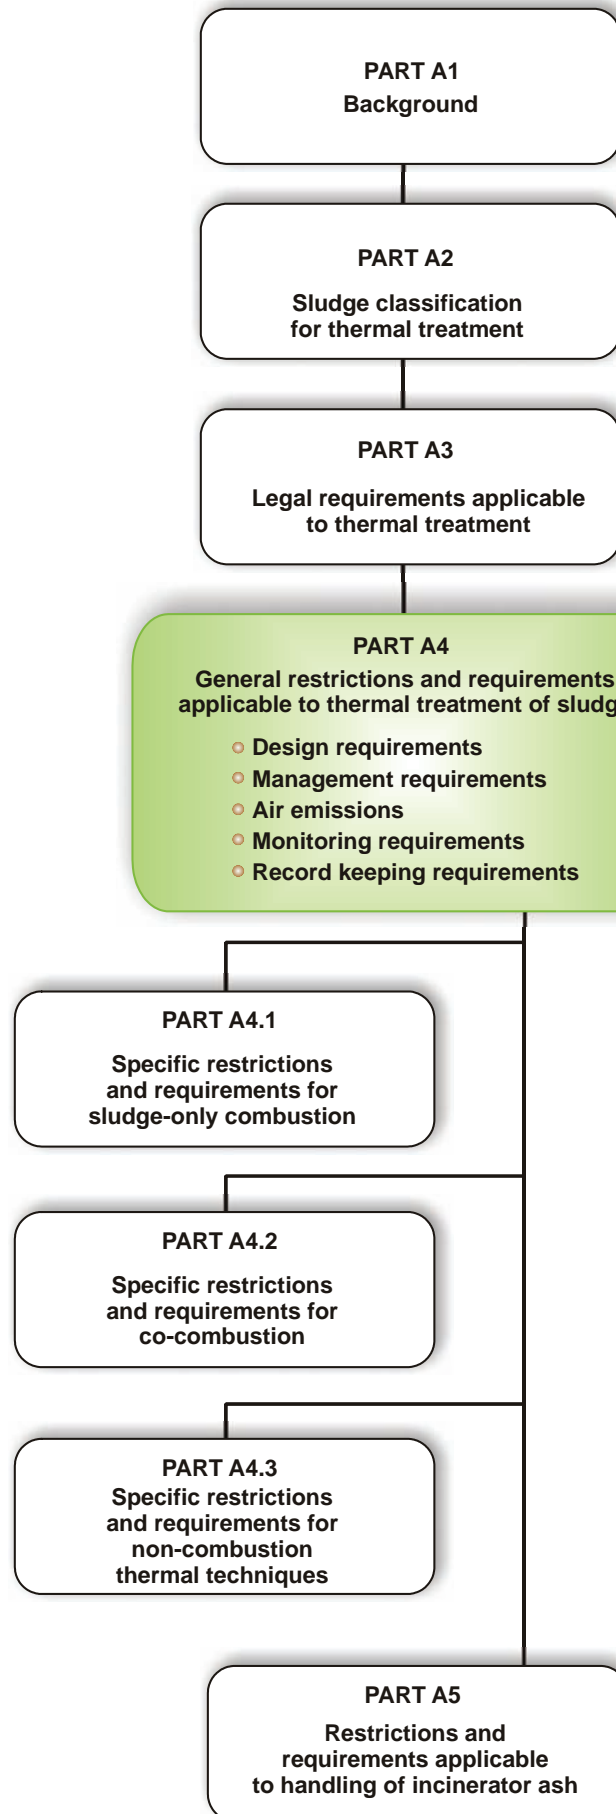 PART A1
Background
PART A2
Sludge classification
for thermal treatment
PART A3
Legal requirements applicable
to thermal treatment
PART A4
General restrictions and requirements
applicable to thermal treatment of sludg
Design requirements
Management requirements
Air emissions
Monitoring requirements
Record keeping requirements
PART A4.1
Specific restrictions
and requirements for
sludge-only combustion
PART A4.2
Specific restrictions
and requirements for
co-combustion
PART A4.3
Specific restrictions
and requirements for
non-combustion
thermal techniques
PART A5
Restrictions and
requirements applicable
to handling of incinerator ash